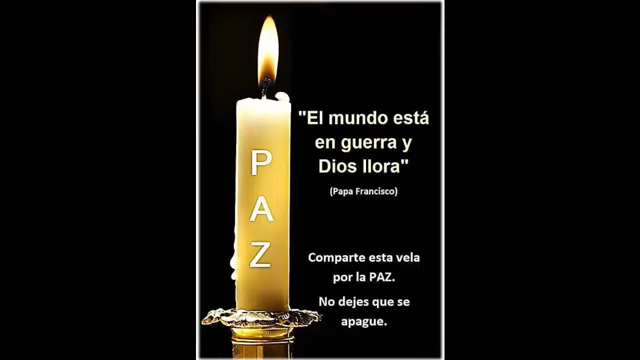 P
A
Z
"El mundo está
en guerra y
Dios llora"
(Papa Francisco)
Comparte esta vela
por la PAZ.
No dejes que se
apague.